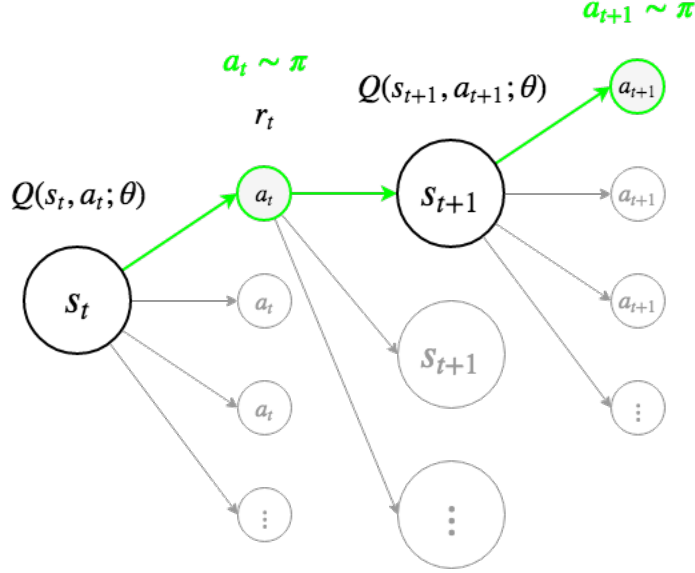 a_{t+1} ~ π
a_t ~ π
Q(s_{t+1}, a_{t+1}; θ)
a_{t+1}
r_t
Q(s_t, a_t; θ)
a_t
s_{t+1}
a_{t+1}
s_t
a_t
a_{t+1}
s_{t+1}
a_t
⋮
⋮
⋮